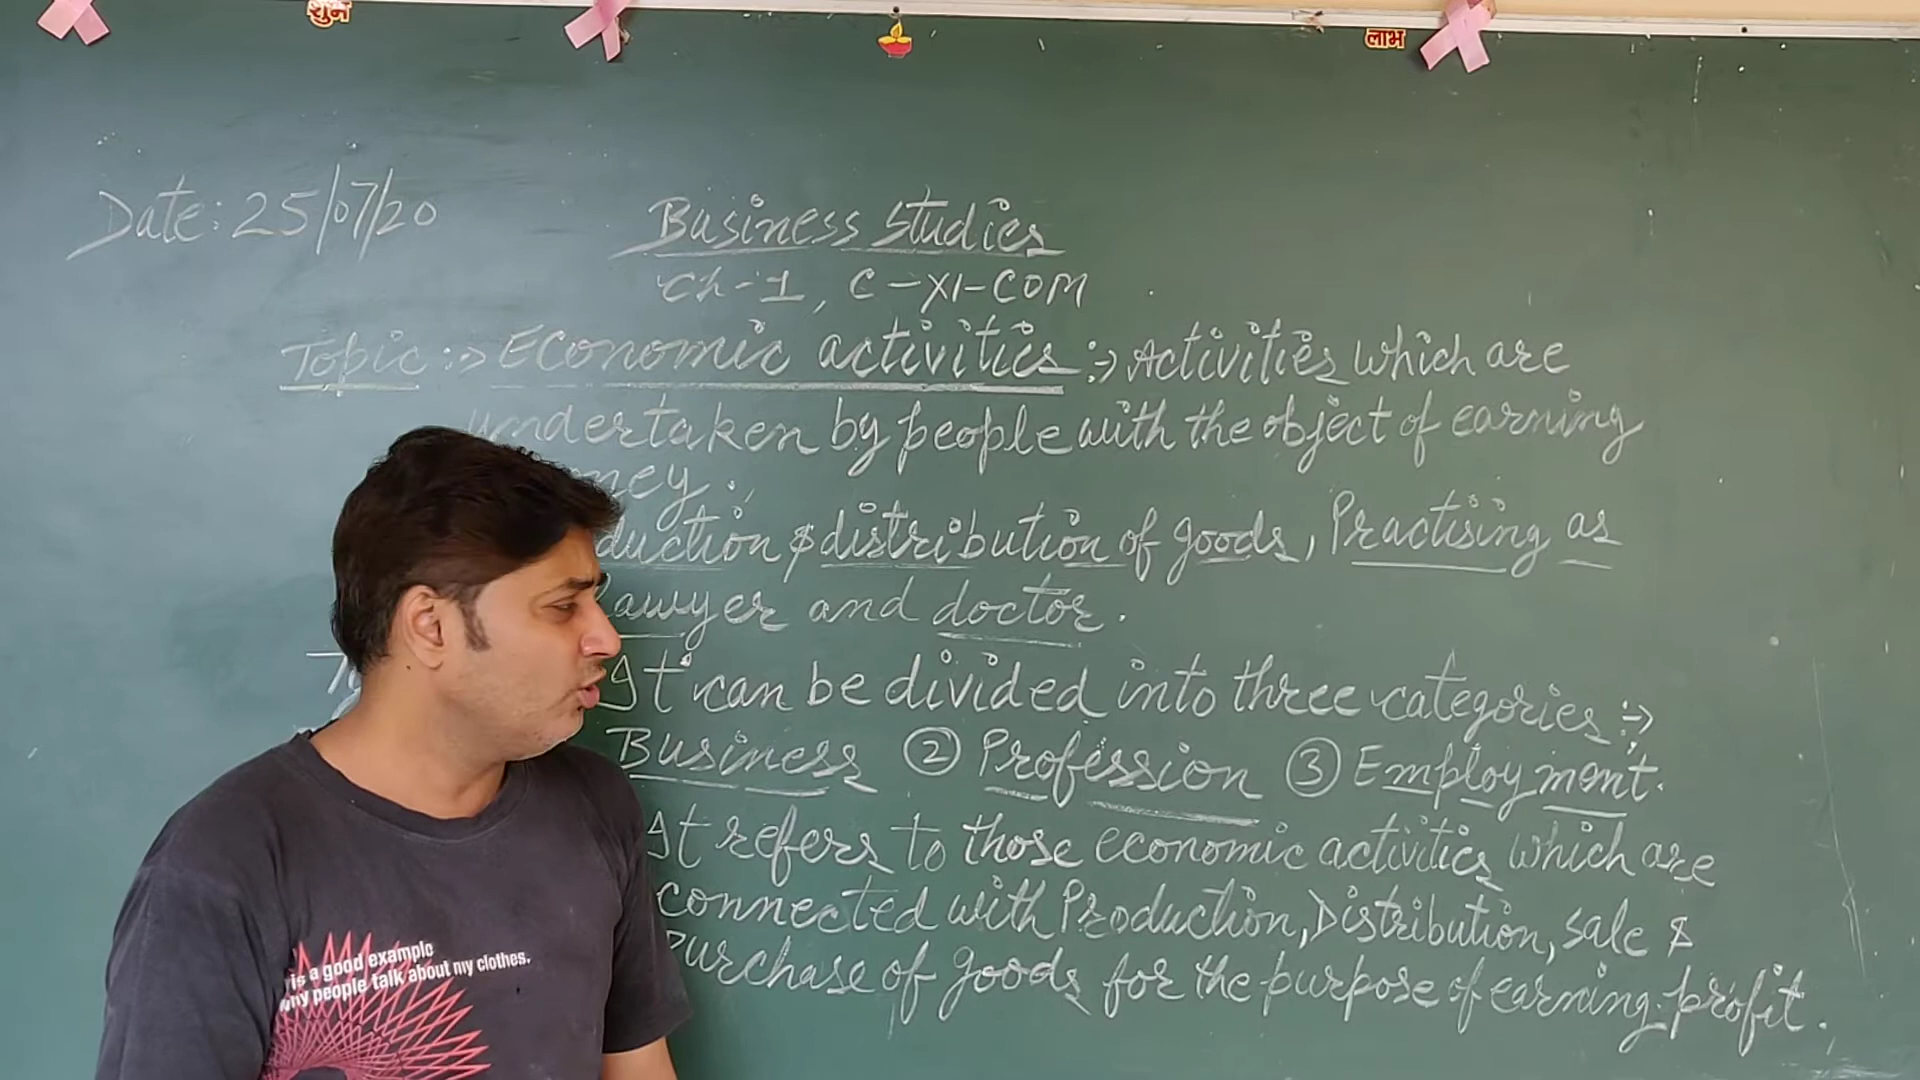 शुभ
लाभ
Date: 25/07/20
Business Studies
Ch-1, C-XI-COM
Topic :-> Economic activities :-> Activities which are
undertaken by people with the object of earning
ney.
duction & distribution of goods, Practising as
lawyer and doctor.
It can be divided into three categories :->
Business ② Profession ③ Employment.
It refers to those economic activities which are
connected with Production, Distribution, sale &
Purchase of goods for the purpose of earning profit.
is a good example
why people talk about my clothes.